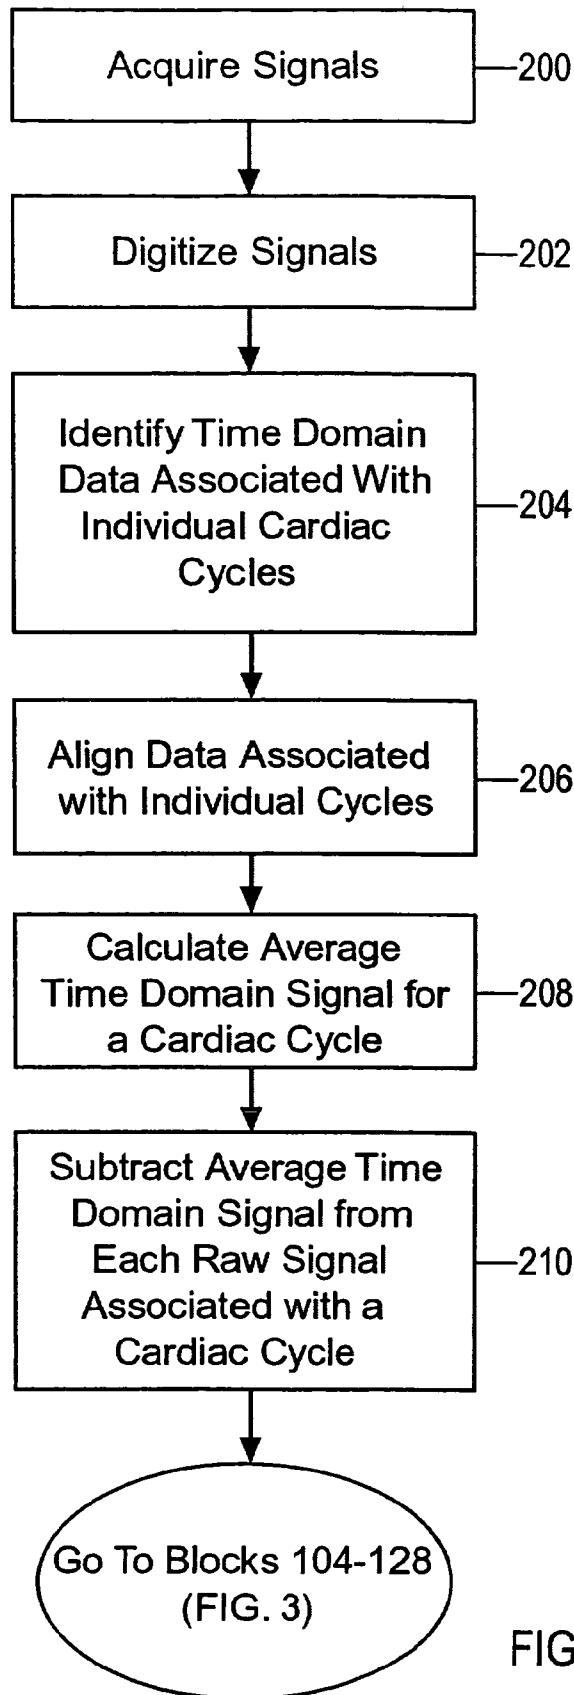 Acquire Signals
200
Digitize Signals
202
Identify Time Domain
Data Associated With
Individual Cardiac
Cycles
204
Align Data Associated
with Individual Cycles
206
Calculate Average
Time Domain Signal for
a Cardiac Cycle
208
Subtract Average Time
Domain Signal from
Each Raw Signal
Associated with a
Cardiac Cycle
210
Go To Blocks 104-128
(FIG. 3)
FIG